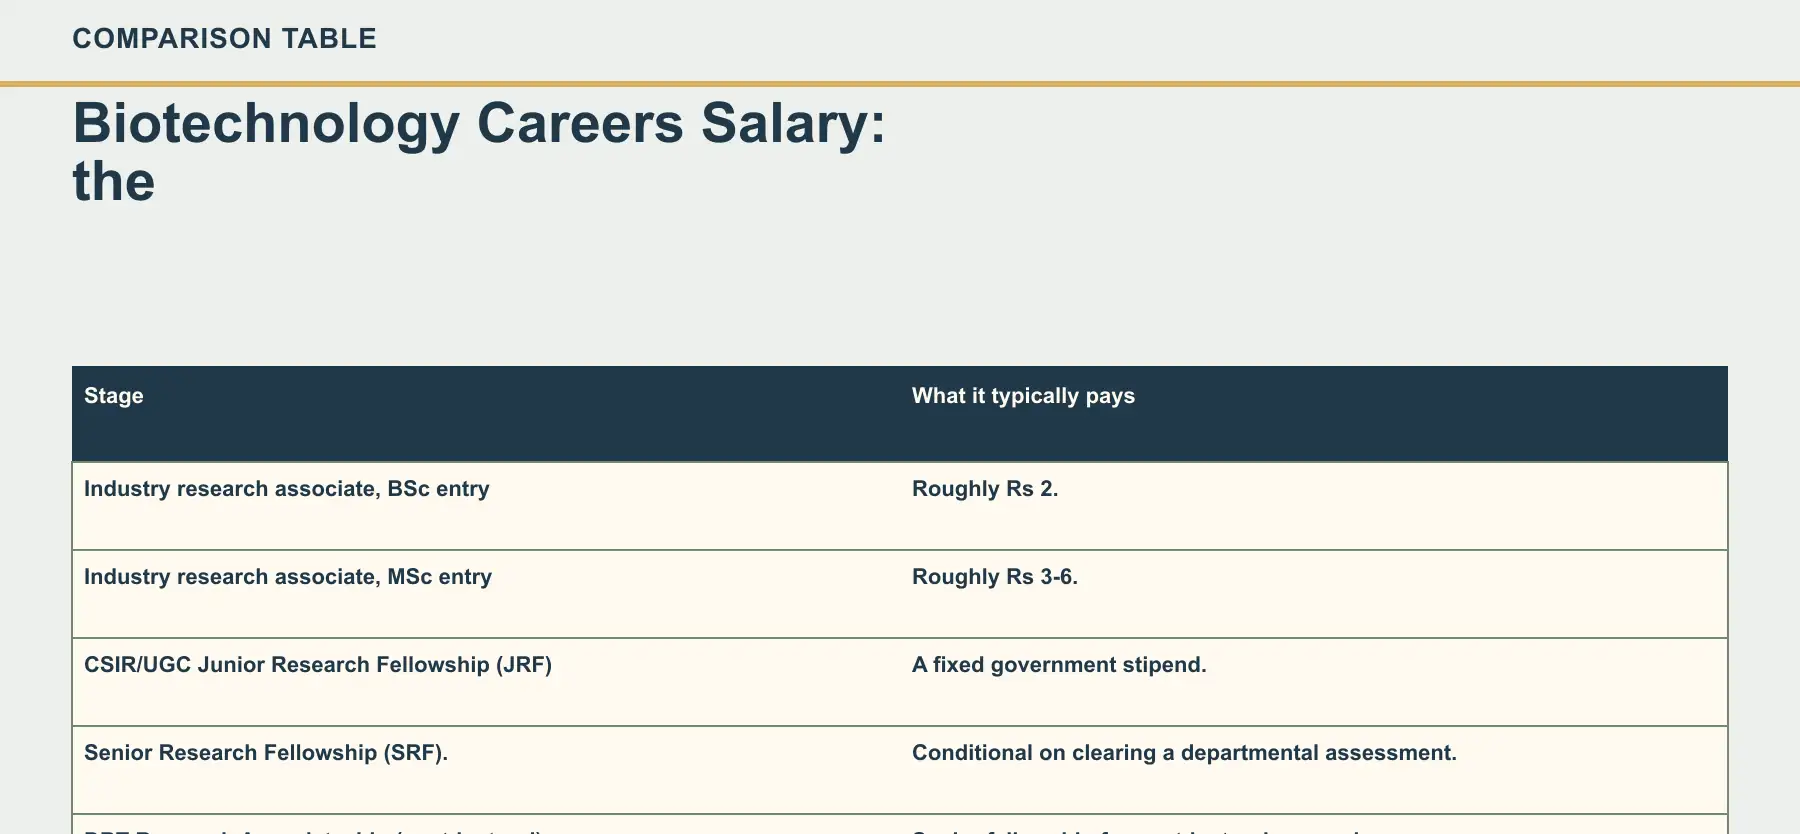 COMPARISON TABLE
Biotechnology Careers Salary:
the
Stage What it typically pays
Industry research associate, BSc entry Roughly Rs 2.
Industry research associate, MSc entry Roughly Rs 3-6.
CSIR/UGC Junior Research Fellowship (JRF) A fixed government stipend.
Senior Research Fellowship (SRF). Conditional on clearing a departmental assessment.